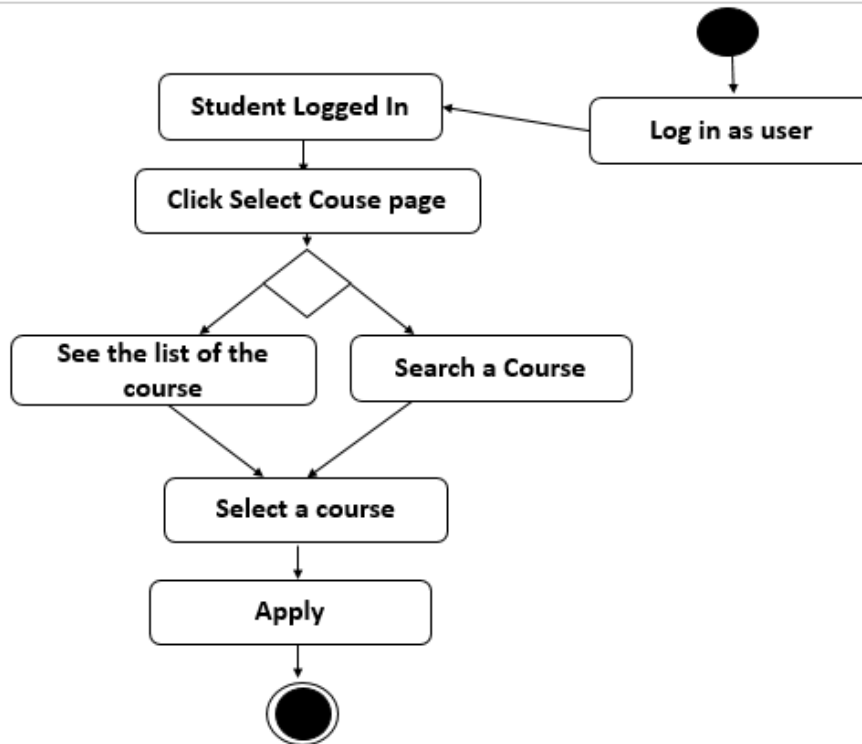 Log in as user
Student Logged In
Click Select Couse page
See the list of the
course
Search a Course
Select a course
Apply